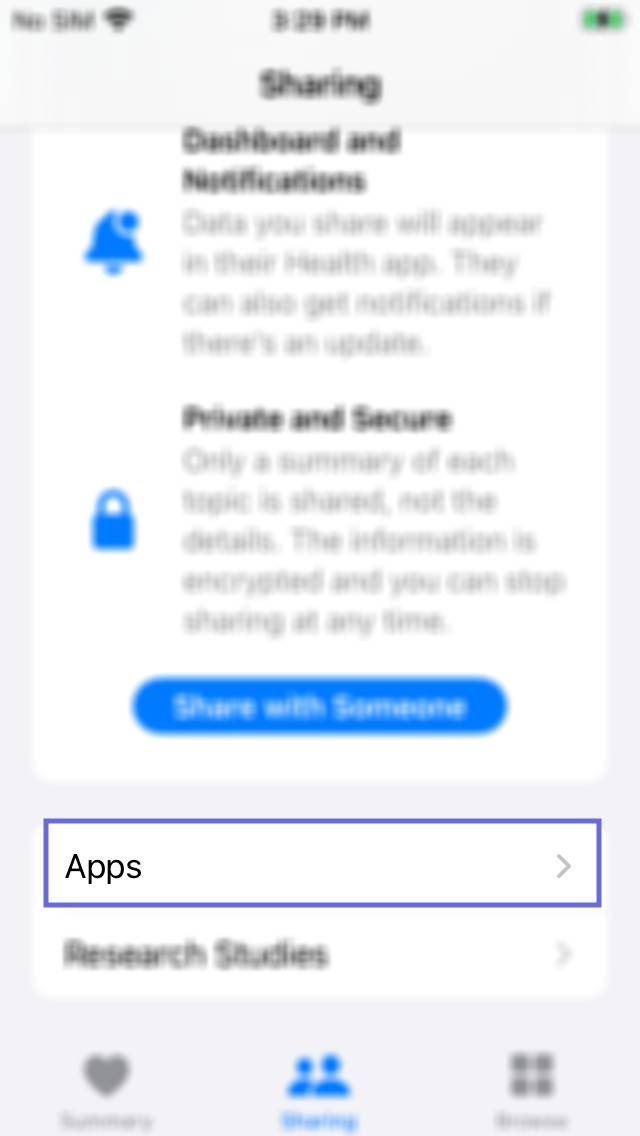 No SIM 3:29 PM
Sharing
Dashboard and
Notifications
Data you share will appear
in their Health app. They
can also get notifications if
there's an update.
Private and Secure
Only a summary of each
topic is shared, not the
details. The information is
encrypted and you can stop
sharing at any time.
Share with Someone
Apps
Research Studies
Summary Sharing Browse